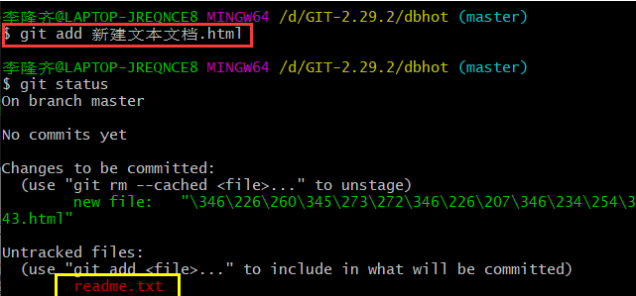 李隆齐@LAPTOP-JREQNCE8 MINGW64 /d/GIT-2.29.2/dbhot (master)
$ git add 新建文本文档.html
李隆齐@LAPTOP-JREQNCE8 MINGW64 /d/GIT-2.29.2/dbhot (master)
$ git status
On branch master
No commits yet
Changes to be committed:
(use "git rm --cached <file>..." to unstage)
new file:   "\346\226\260\345\273\272\346\226\207\346\234\254\3
43.html"
Untracked files:
(use "git add <file>..." to include in what will be committed)
readme.txt